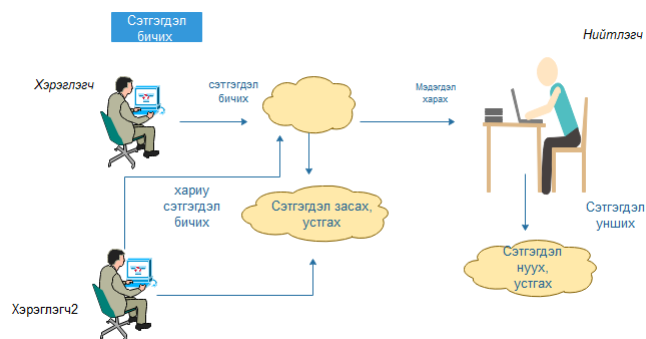 Сэтгэгдэл
бичих
Нийтлэгч
Хэрэглэгч
сэтгэгдэл
бичих
Мэдэгдэл
харах
хариу
сэтгэгдэл
бичих
Сэтгэгдэл засах,
устгах
Сэтгэгдэл
унших
Сэтгэгдэл
нуух,
устгах
Хэрэглэгч2